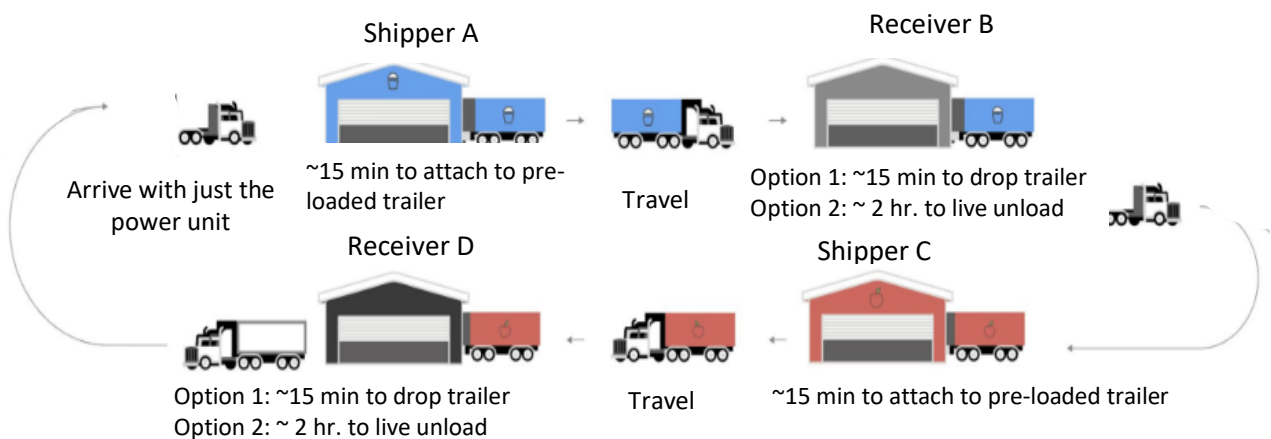 Shipper A
Receiver B
Arrive with just the
power unit
~15 min to attach to pre-
loaded trailer
Travel
Option 1: ~15 min to drop trailer
Option 2: ~ 2 hr. to live unload
Receiver D
Shipper C
Option 1: ~15 min to drop trailer
Option 2: ~ 2 hr. to live unload
Travel
~15 min to attach to pre-loaded trailer